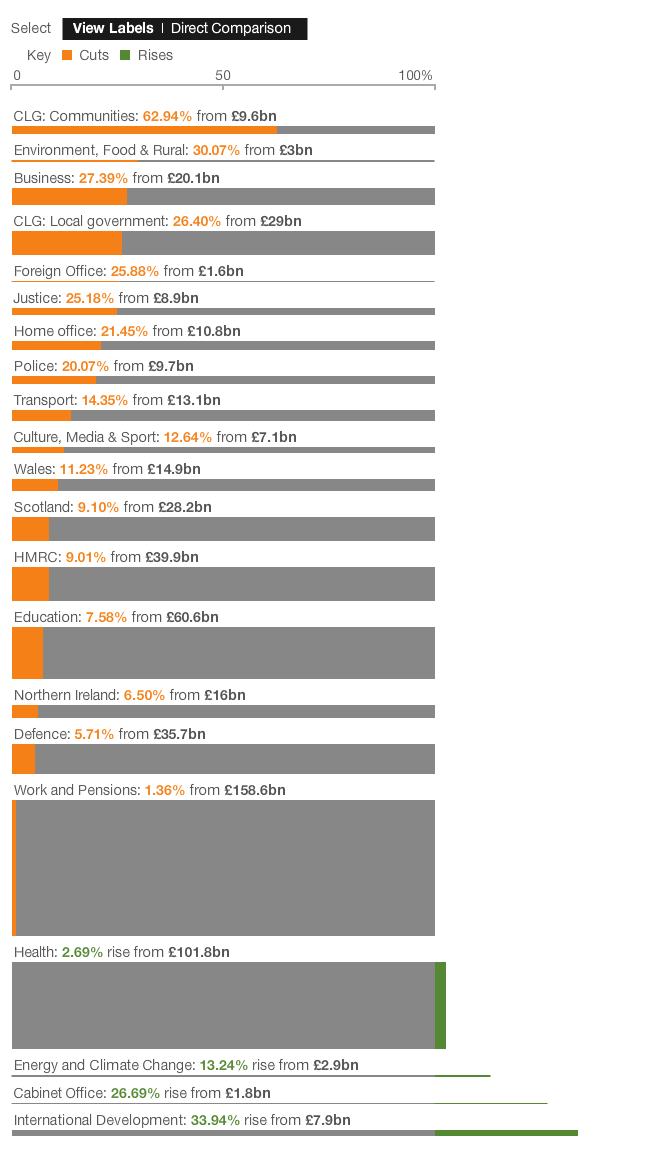 Select View Labels | Direct Comparison
Key Cuts Rises
0 50 100%
CLG: Communities: 62.94% from £9.6bn
Environment, Food & Rural: 30.07% from £3bn
Business: 27.39% from £20.1bn
CLG: Local government: 26.40% from £29bn
Foreign Office: 25.88% from £1.6bn
Justice: 25.18% from £8.9bn
Home office: 21.45% from £10.8bn
Police: 20.07% from £9.7bn
Transport: 14.35% from £13.1bn
Culture, Media & Sport: 12.64% from £7.1bn
Wales: 11.23% from £14.9bn
Scotland: 9.10% from £28.2bn
HMRC: 9.01% from £39.9bn
Education: 7.58% from £60.6bn
Northern Ireland: 6.50% from £16bn
Defence: 5.71% from £35.7bn
Work and Pensions: 1.36% from £158.6bn
Health: 2.69% rise from £101.8bn
Energy and Climate Change: 13.24% rise from £2.9bn
Cabinet Office: 26.69% rise from £1.8bn
International Development: 33.94% rise from £7.9bn